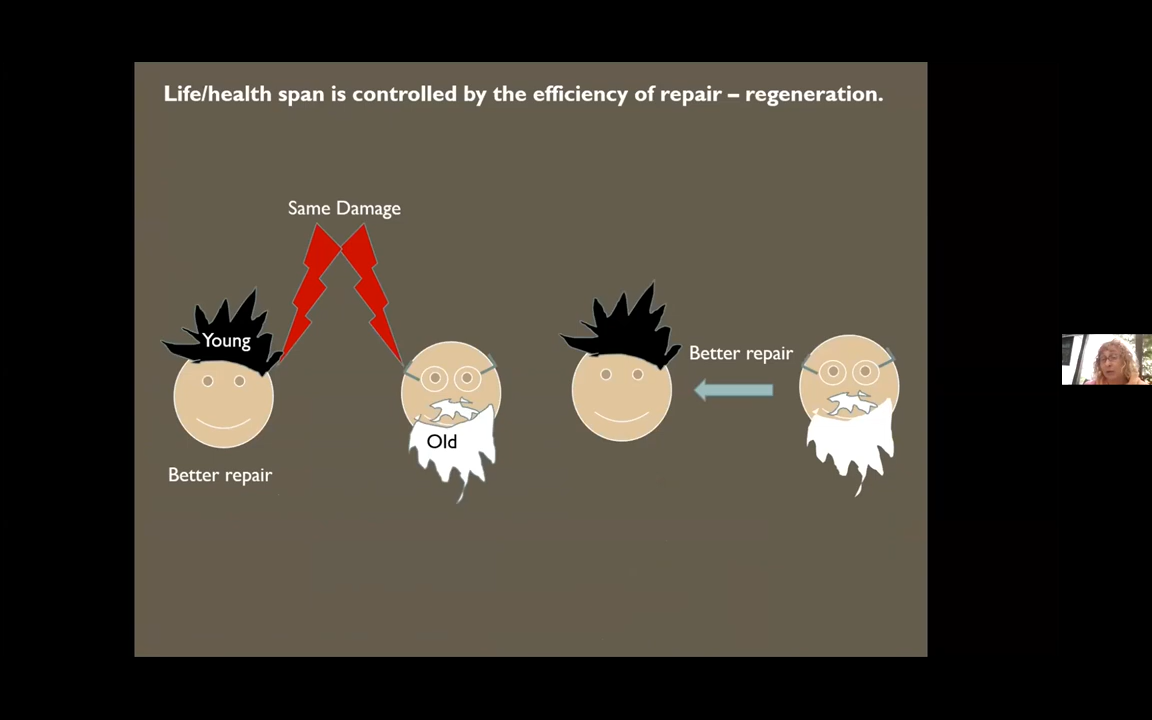 Life/health span is controlled by the efficiency of repair – regeneration.
Same Damage
Young
Old
Better repair
Better repair